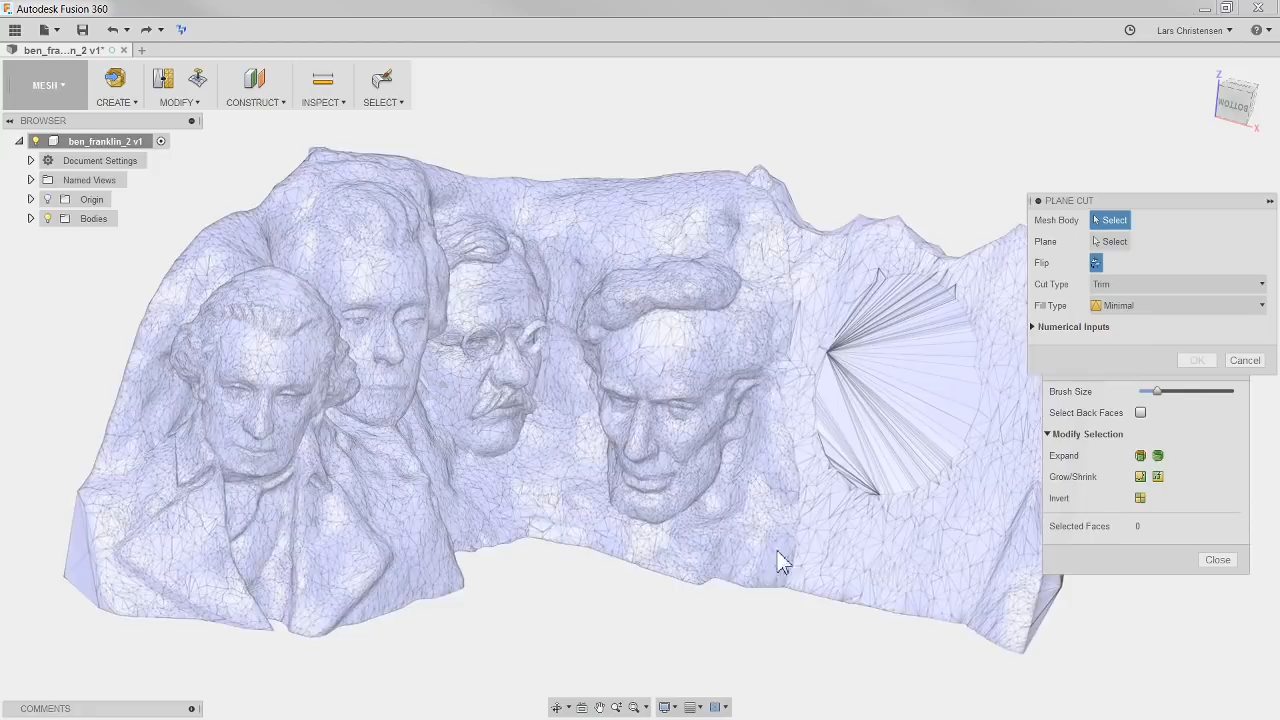 Autodesk Fusion 360
Lars Christensen
ben_fra...n_2 v1*
MESH
CREATE
MODIFY
CONSTRUCT
INSPECT
SELECT
BROWSER
ben_franklin_2 v1
Document Settings
Named Views
Origin
Bodies
Z
BOTTOM
X
PLANE CUT
Mesh Body Select
Plane Select
Flip
Cut Type Trim
Fill Type Minimal
Numerical Inputs
OK Cancel
Brush Size
Select Back Faces
Modify Selection
Expand
Grow/Shrink
Invert
Selected Faces 0
Close
COMMENTS